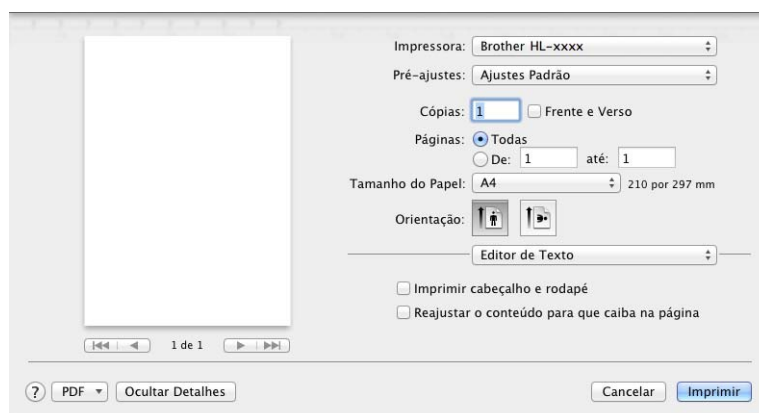 Impressora: Brother HL-xxxx
Pré-ajustes: Ajustes Padrão
Cópias: 1 Frente e Verso
Páginas: Todas
De: 1 até: 1
Tamanho do Papel: A4 210 por 297 mm
Orientação:
Editor de Texto
Imprimir cabeçalho e rodapé
Reajustar o conteúdo para que caiba na página
1 de 1
? PDF Ocultar Detalhes Cancelar Imprimir